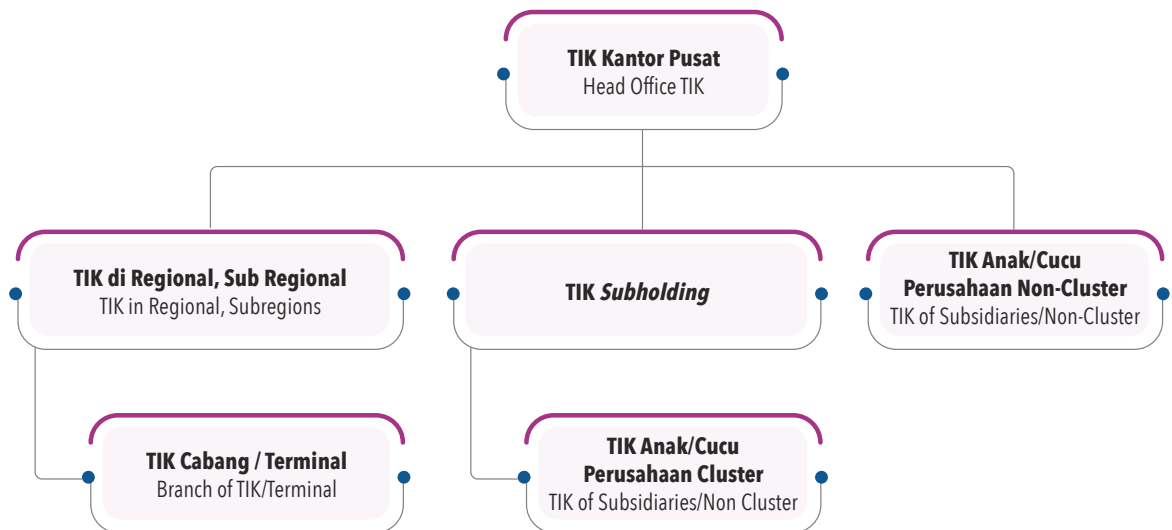 TIK Kantor Pusat
Head Office TIK
TIK di Regional, Sub Regional
TIK in Regional, Subregions
TIK Subholding
TIK Anak/Cucu
Perusahaan Non-Cluster
TIK of Subsidiaries/Non-Cluster
TIK Cabang / Terminal
Branch of TIK/Terminal
TIK Anak/Cucu
Perusahaan Cluster
TIK of Subsidiaries/Non Cluster